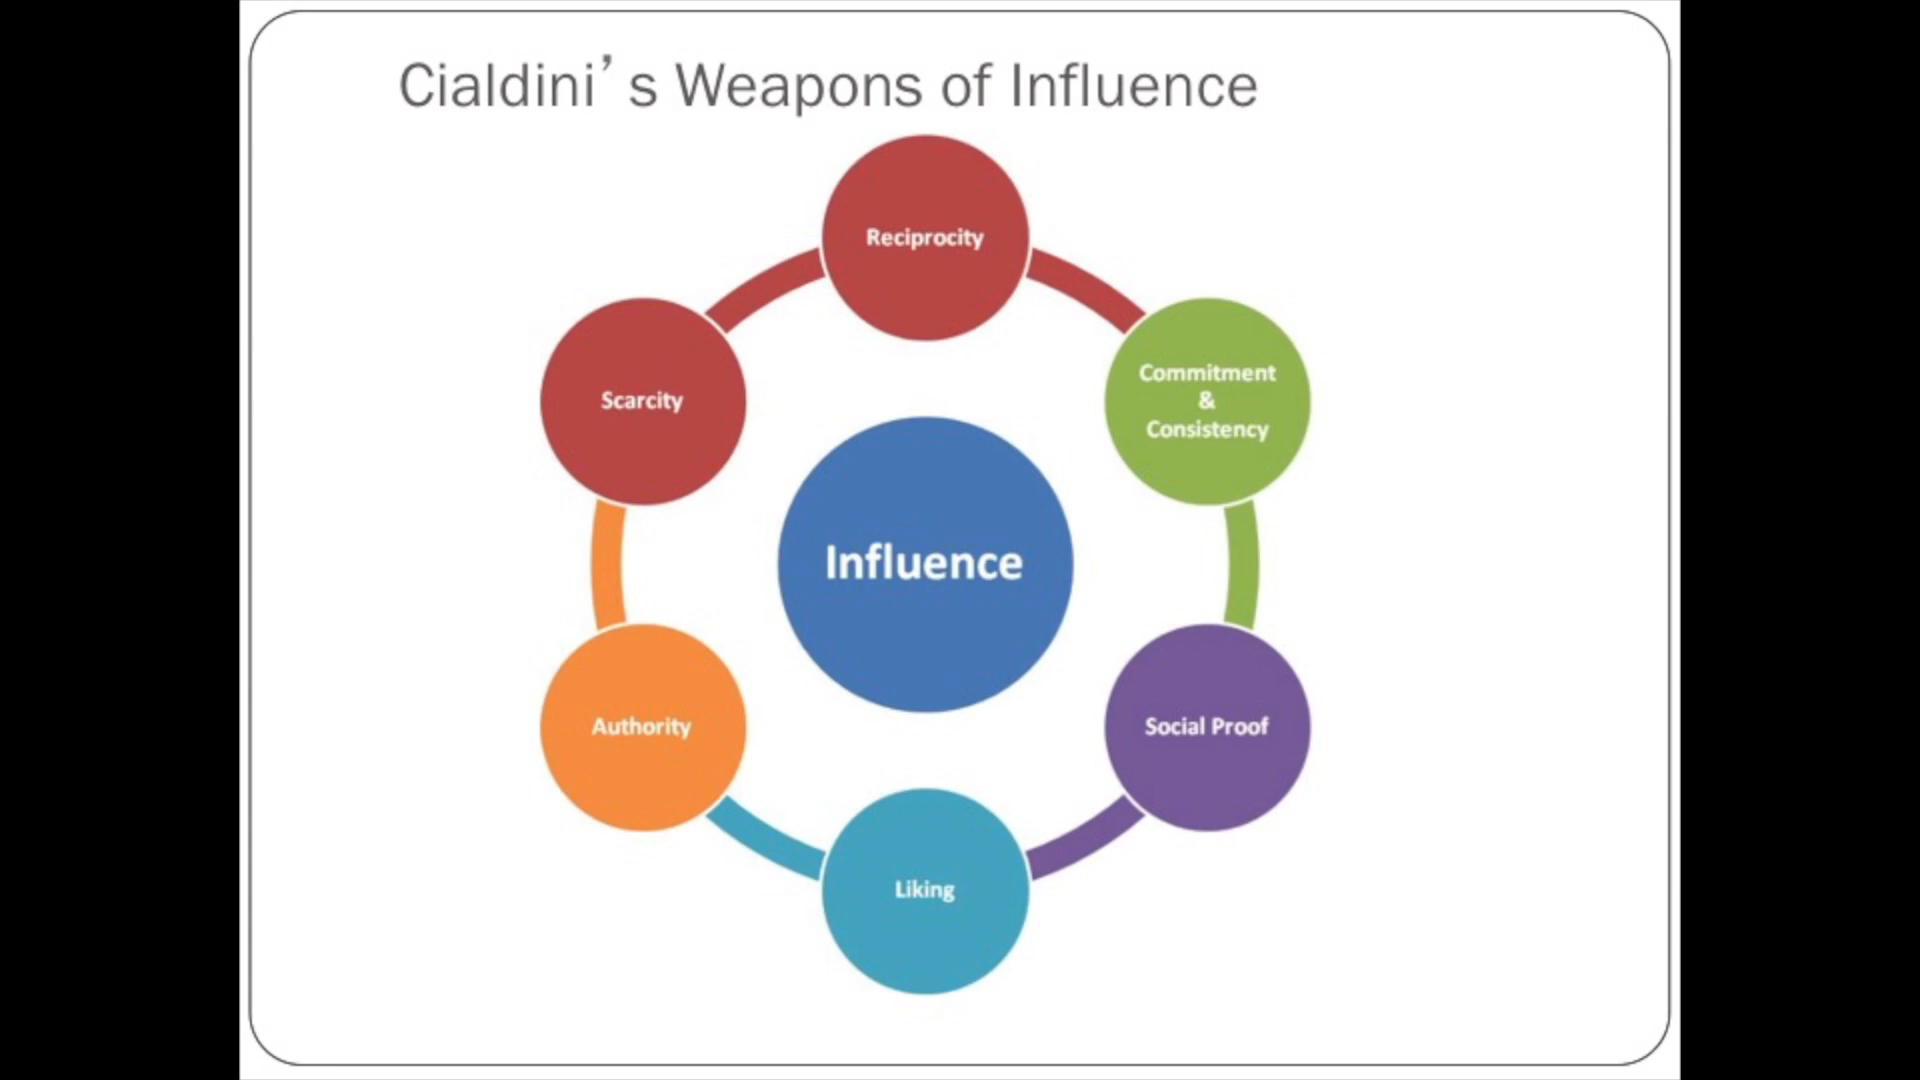 Cialdini’s Weapons of Influence
Reciprocity
Commitment
&
Consistency
Social Proof
Liking
Authority
Scarcity
Influence